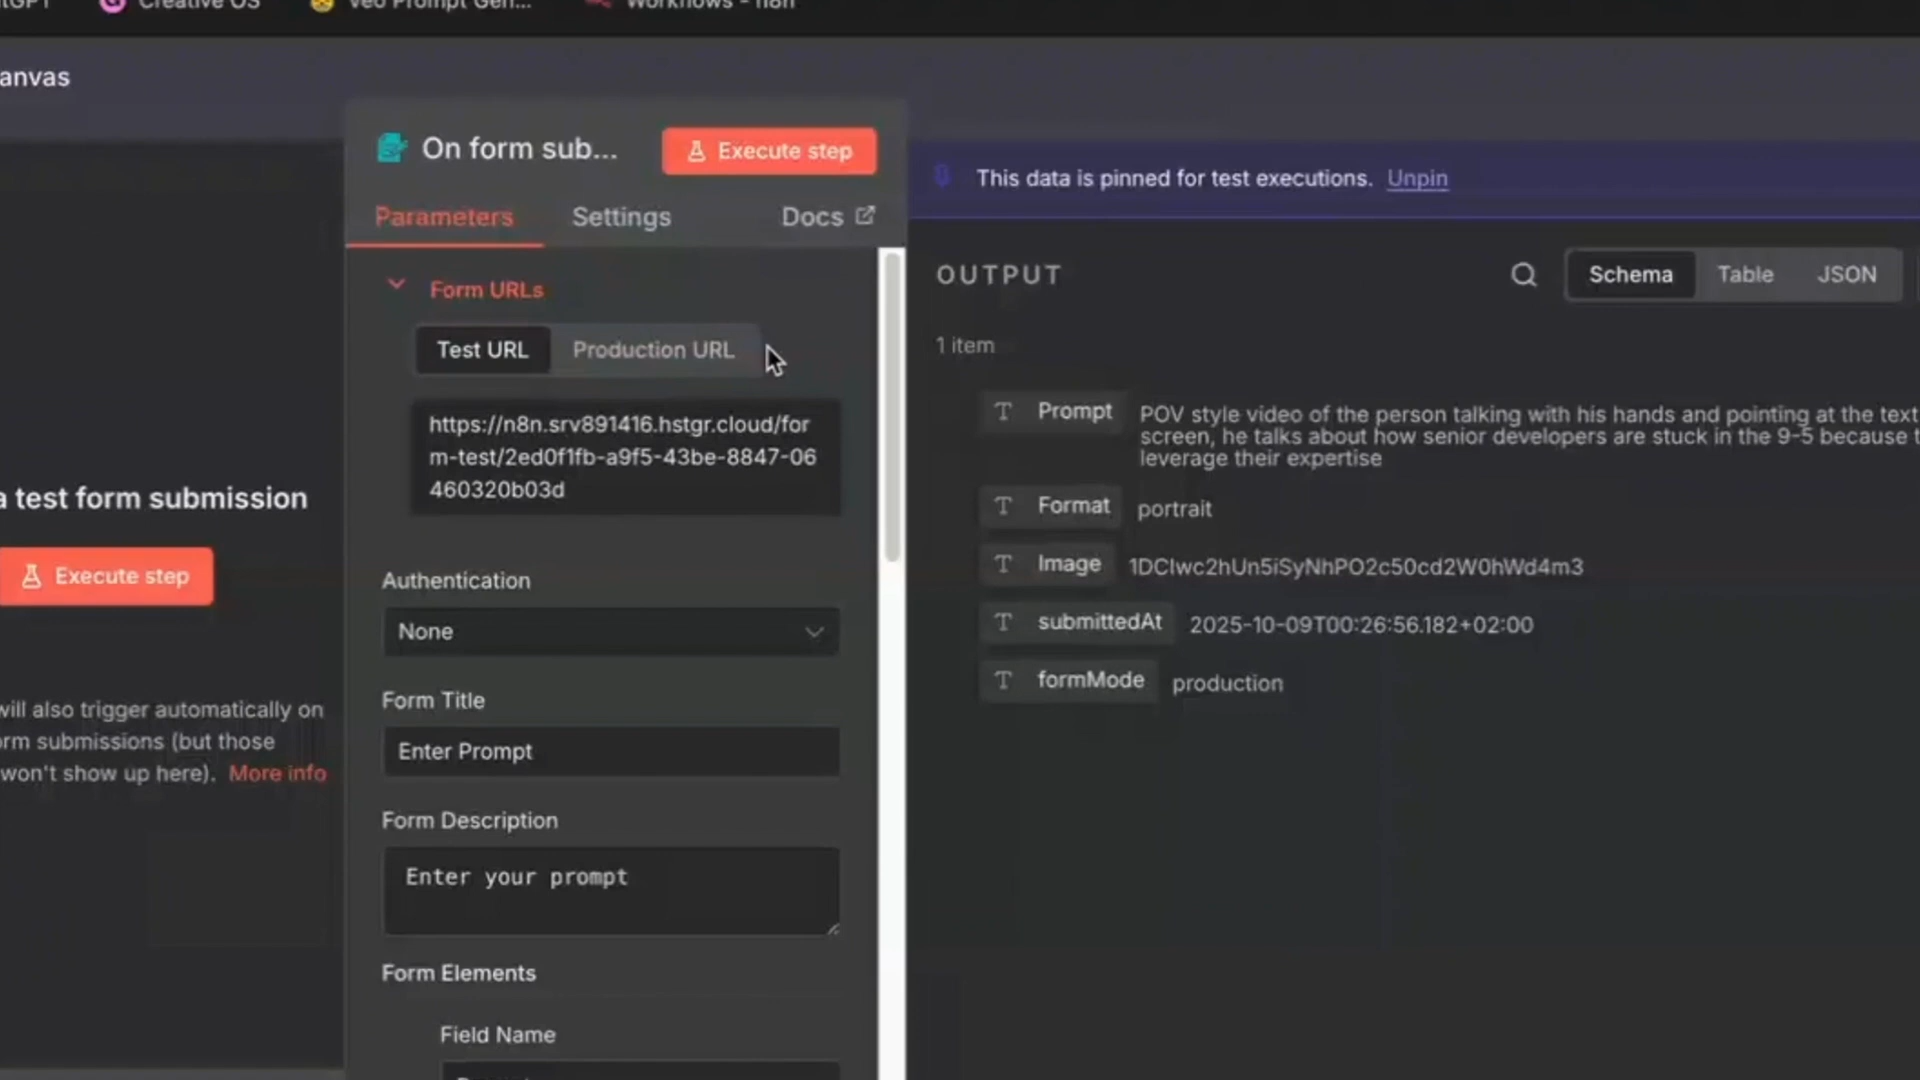 Creative OS
Veo Prompt Gen...
Workflows - n8n
anvas
On form sub...
Execute step
This data is pinned for test executions. Unpin
Parameters
Settings
Docs
Form URLs
OUTPUT
Schema
Table
JSON
Test URL
Production URL
1 item
https://n8n.srv891416.hstgr.cloud/for
m-test/2ed0f1fb-a9f5-43be-8847-06
460320b03d
T Prompt
POV style video of the person talking with his hands and pointing at the text
screen, he talks about how senior developers are stuck in the 9-5 because t
leverage their expertise
a test form submission
T Format portrait
Execute step
T Image 1DCIwc2hUn5iSyNhPO2c50cd2W0hWd4m3
Authentication
None
T submittedAt 2025-10-09T00:26:56.182+02:00
T formMode production
will also trigger automatically on
orm submissions (but those
won't show up here). More info
Form Title
Enter Prompt
Form Description
Enter your prompt
Form Elements
Field Name